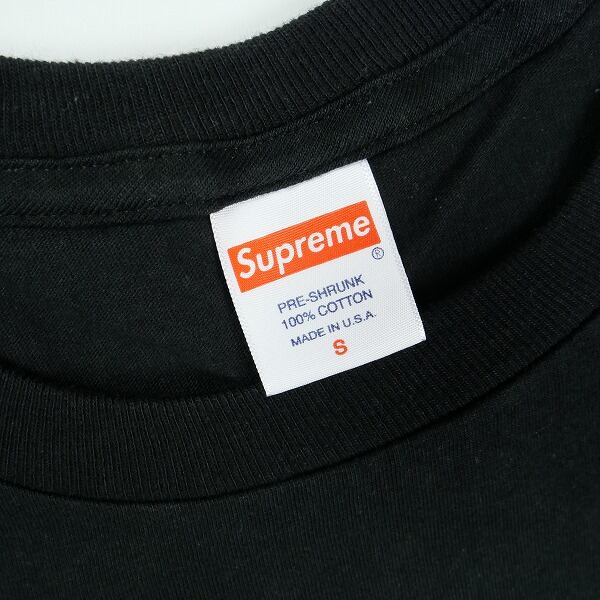 Supreme
®
PRE-SHRUNK
100% COTTON
MADE IN U.S.A.
S